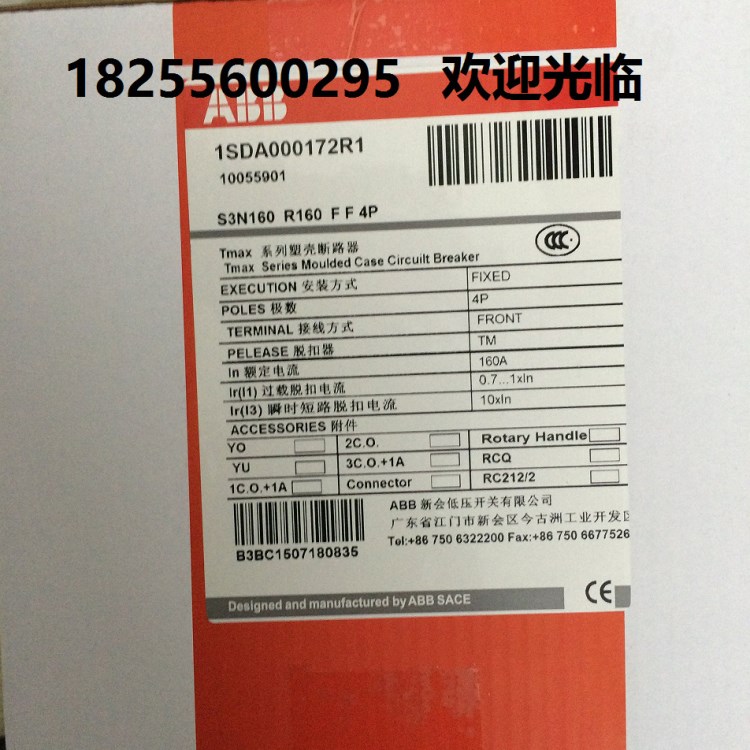 18255600295 欢迎光临
ABB
1SDA000172R1
10055901
S3N160 R160 F F 4P
Tmax 系列塑壳断路器
Tmax Series Moulded Case Circuilt Breaker
CCC
EXECUTION 安装方式 FIXED
POLES 极数 4P
TERMINAL 接线方式 FRONT
PELEASE 脱扣器 TM
In 额定电流 160A
Ir(I1) 过载脱扣电流 0.7...1xIn
Ir(I3) 瞬时短路脱扣电流 10xIn
ACCESSORIES 附件
YO 2C.O. Rotary Handle
YU 3C.O.+1A RCQ
1C.O.+1A Connector RC212/2
ABB 新会低压开关有限公司
广东省江门市新会区今古洲工业开发区
Tel:+86 750 6322200 Fax:+86 750 6677526
B3BC1507180835
Designed and manufactured by ABB SACE
CE